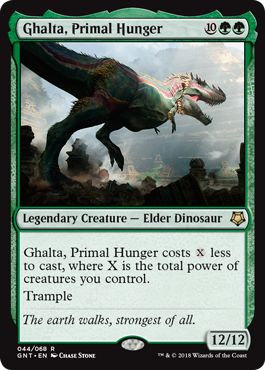 Ghalta, Primal Hunger 10
Legendary Creature — Elder Dinosaur
Ghalta, Primal Hunger costs X less
to cast, where X is the total power of
creatures you control.
Trample
The earth walks, strongest of all.
12/12
044/068 R
GNT • EN CHASE STONE
™ & © 2018 Wizards of the Coast